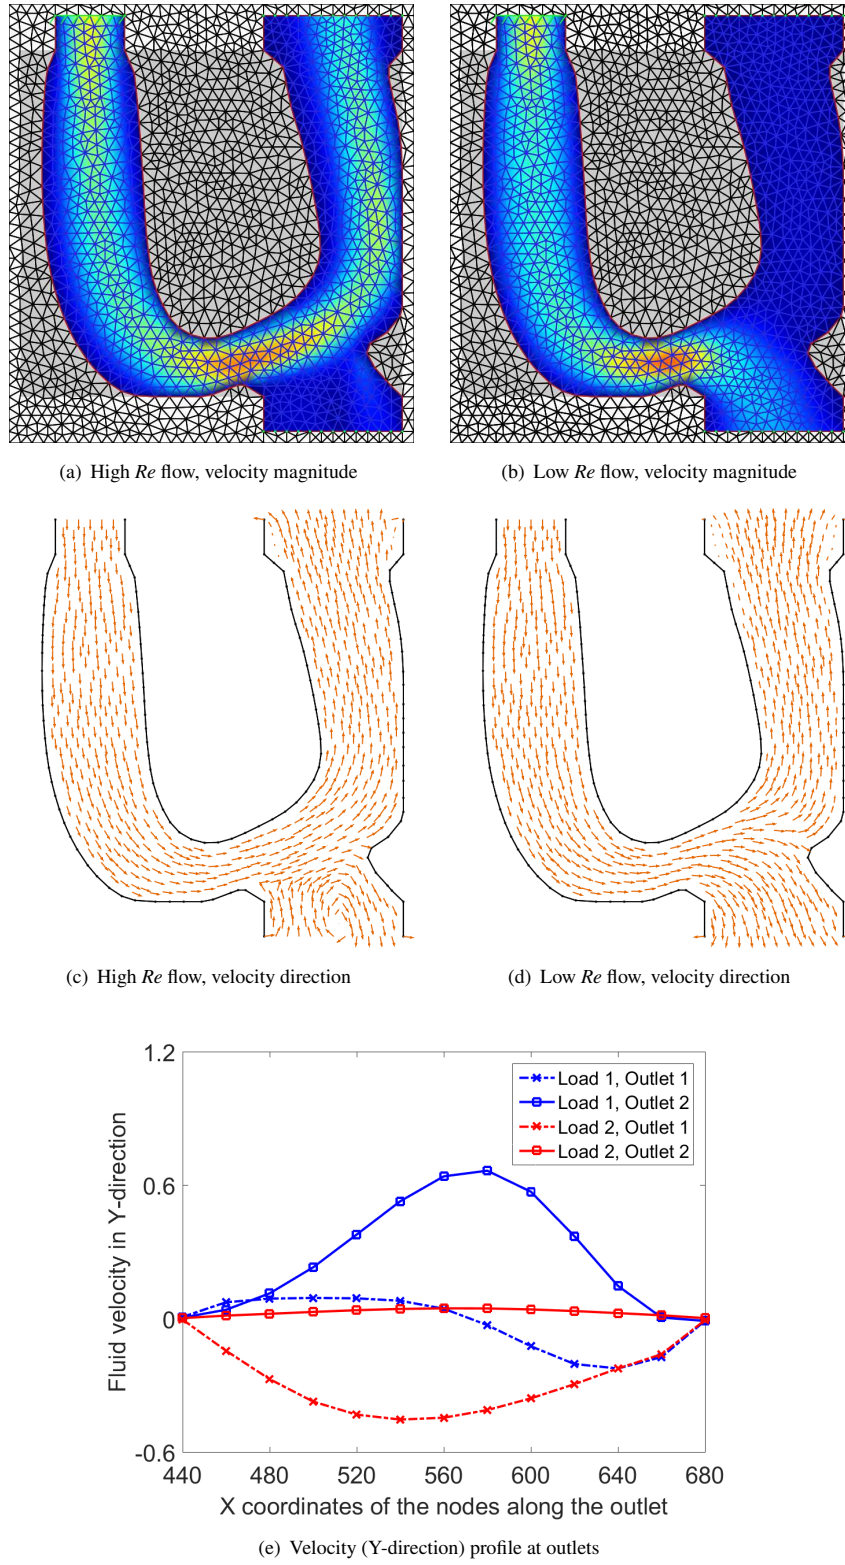 (a) High Re flow, velocity magnitude
(b) Low Re flow, velocity magnitude
(c) High Re flow, velocity direction
(d) Low Re flow, velocity direction
1.2
0.6
0
-0.6
Fluid velocity in Y-direction
Load 1, Outlet 1
Load 1, Outlet 2
Load 2, Outlet 1
Load 2, Outlet 2
440 480 520 560 600 640 680
X coordinates of the nodes along the outlet
(e) Velocity (Y-direction) profile at outlets